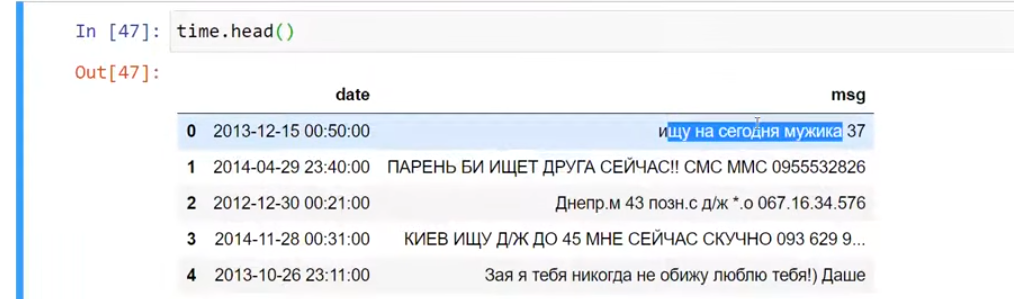 In [47]: time.head()
Out[47]:
date msg
0 2013-12-15 00:50:00 ищу на сегодня мужика 37
1 2014-04-29 23:40:00 ПАРЕНЬ БИ ИЩЕТ ДРУГА СЕЙЧАС!! СМС ММС 0955532826
2 2012-12-30 00:21:00 Днепр.м 43 позн.с д/ж *.о 067.16.34.576
3 2014-11-28 00:31:00 КИЕВ ИЩУ Д/Ж ДО 45 МНЕ СЕЙЧАС СКУЧНО 093 629 9...
4 2013-10-26 23:11:00 Зая я тебя никогда не обижу люблю тебя!) Даше